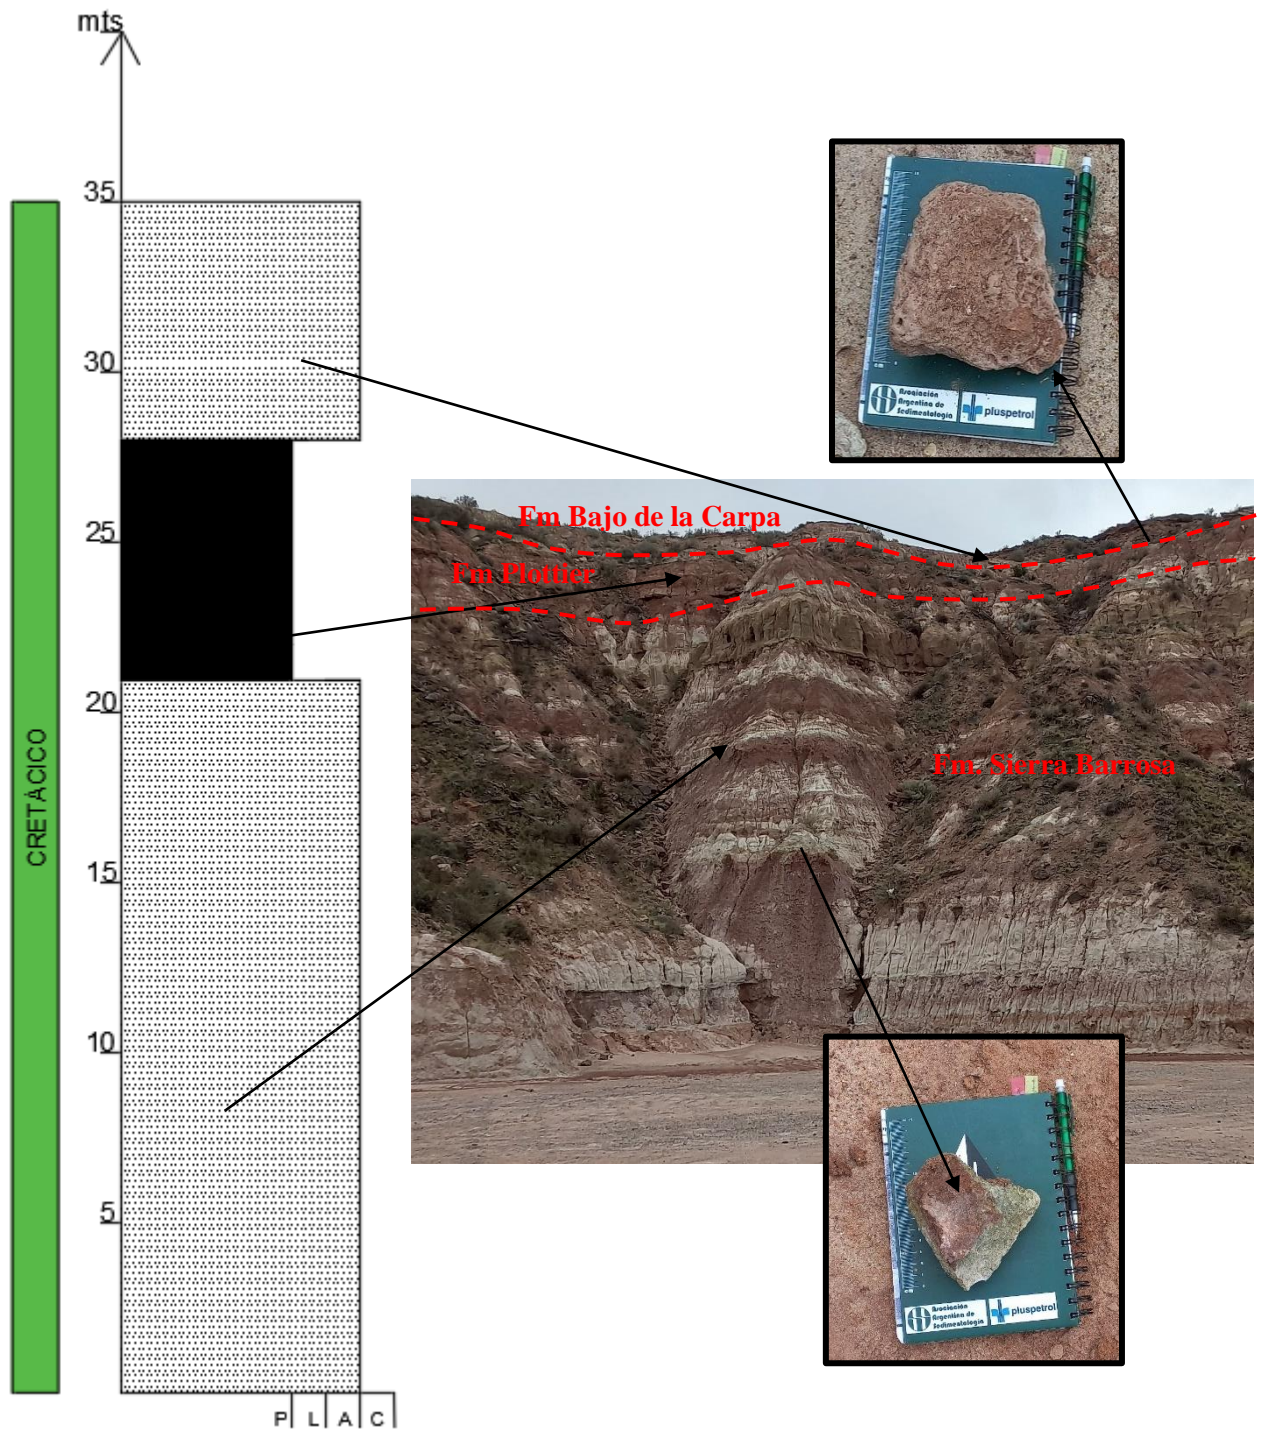 mts
35
30
25
20
15
10
5
CRETÁCICO
P L A C
Asociación
Argentina de
Sedimentología
pluspetrol
Fm Bajo de la Carpa
Fm Plottier
Fm. Sierra Barrosa
Asociación
Argentina de
Sedimentología
pluspetrol